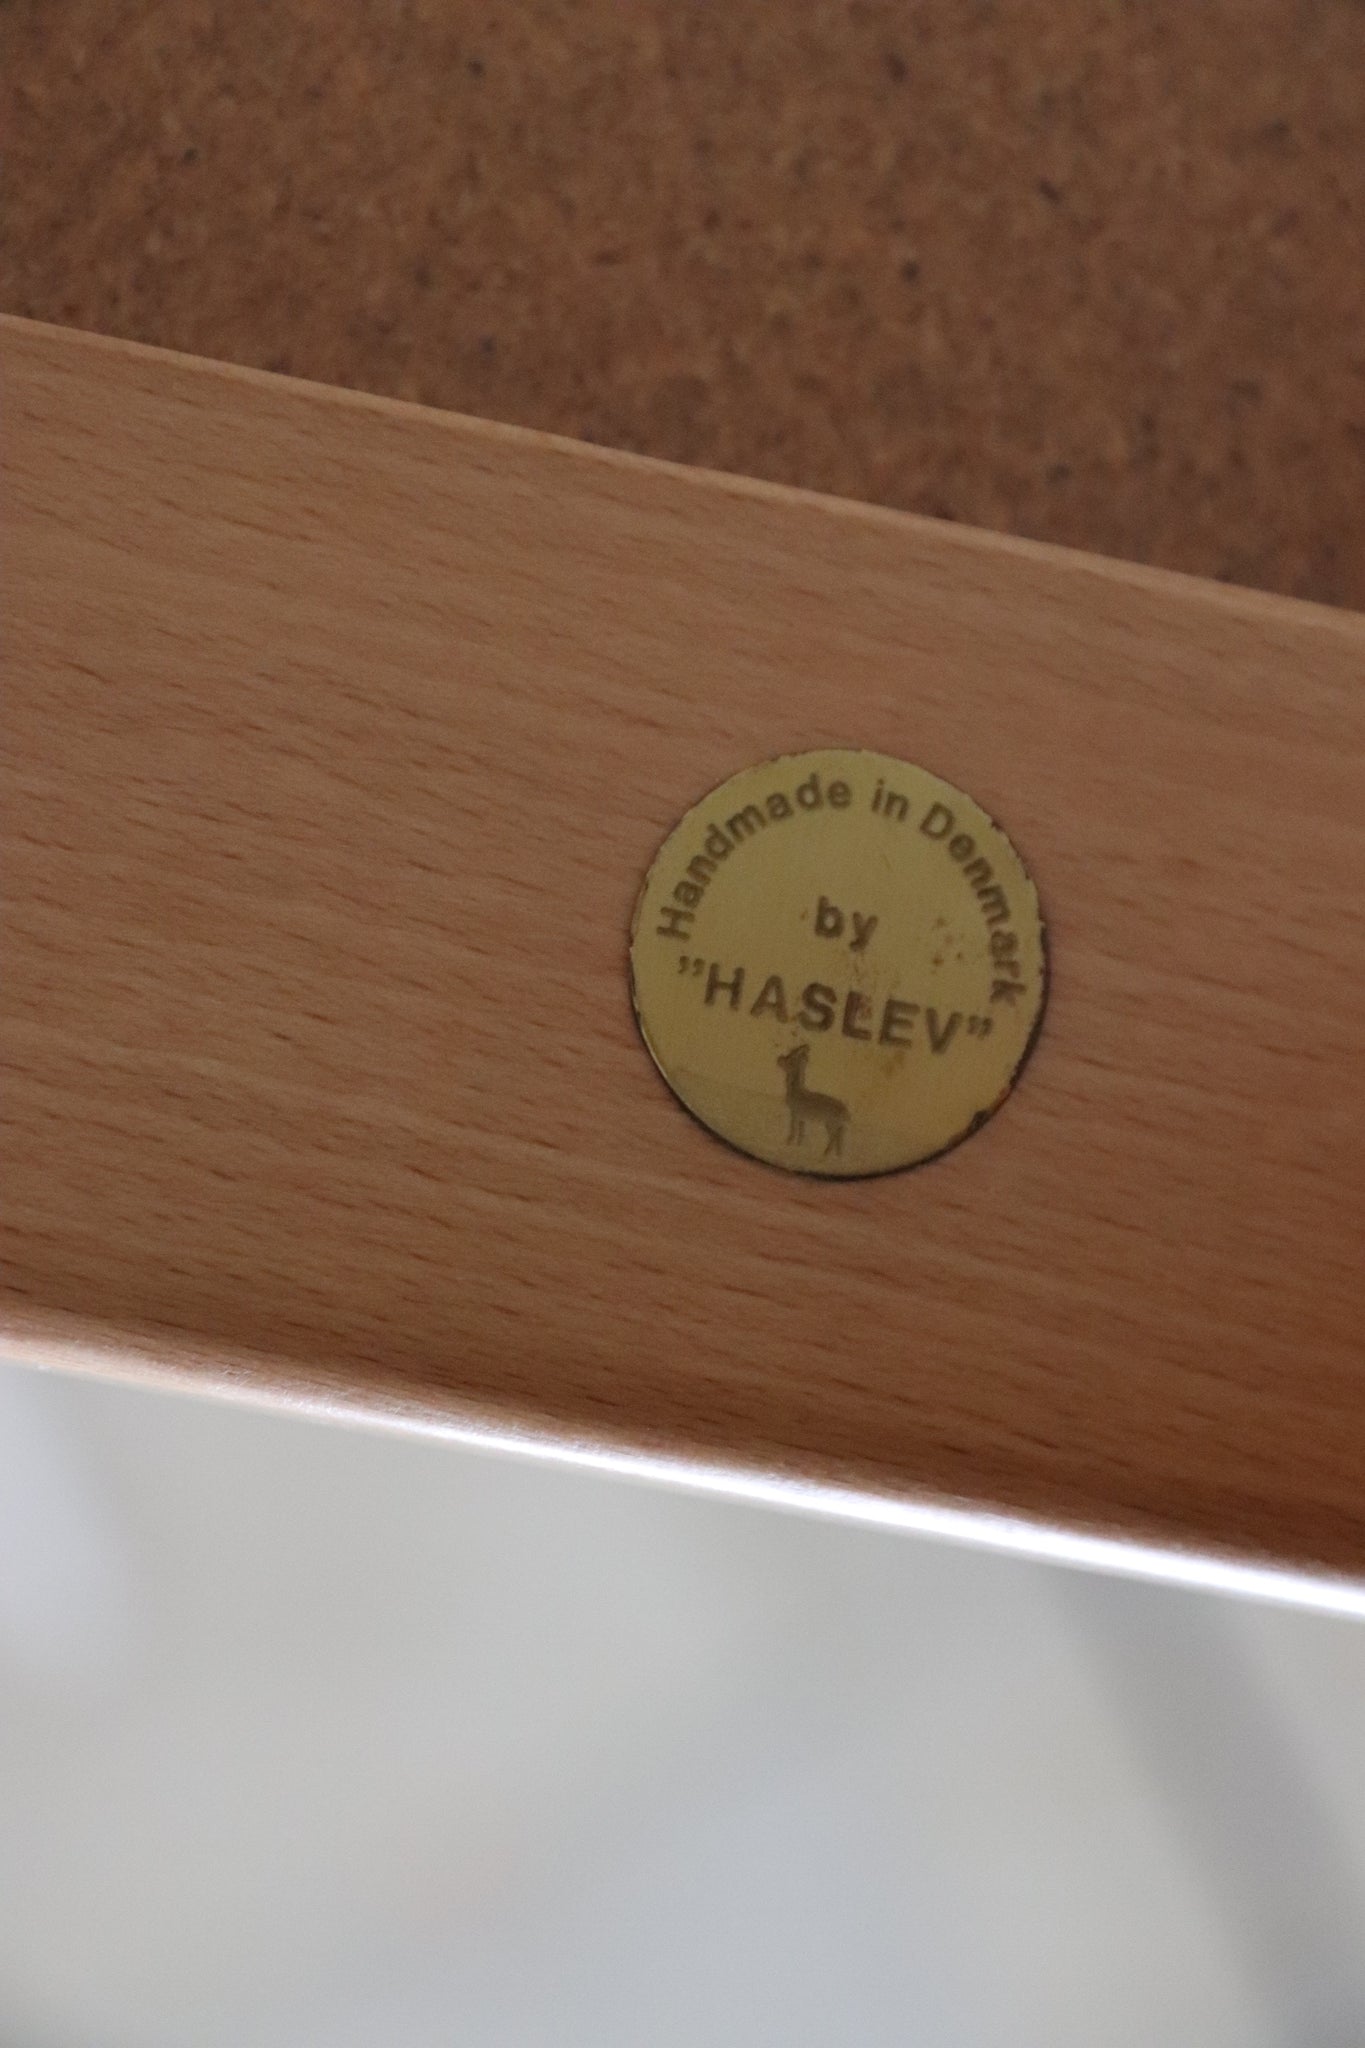 Handmade in Denmark
by
”HASLEV”